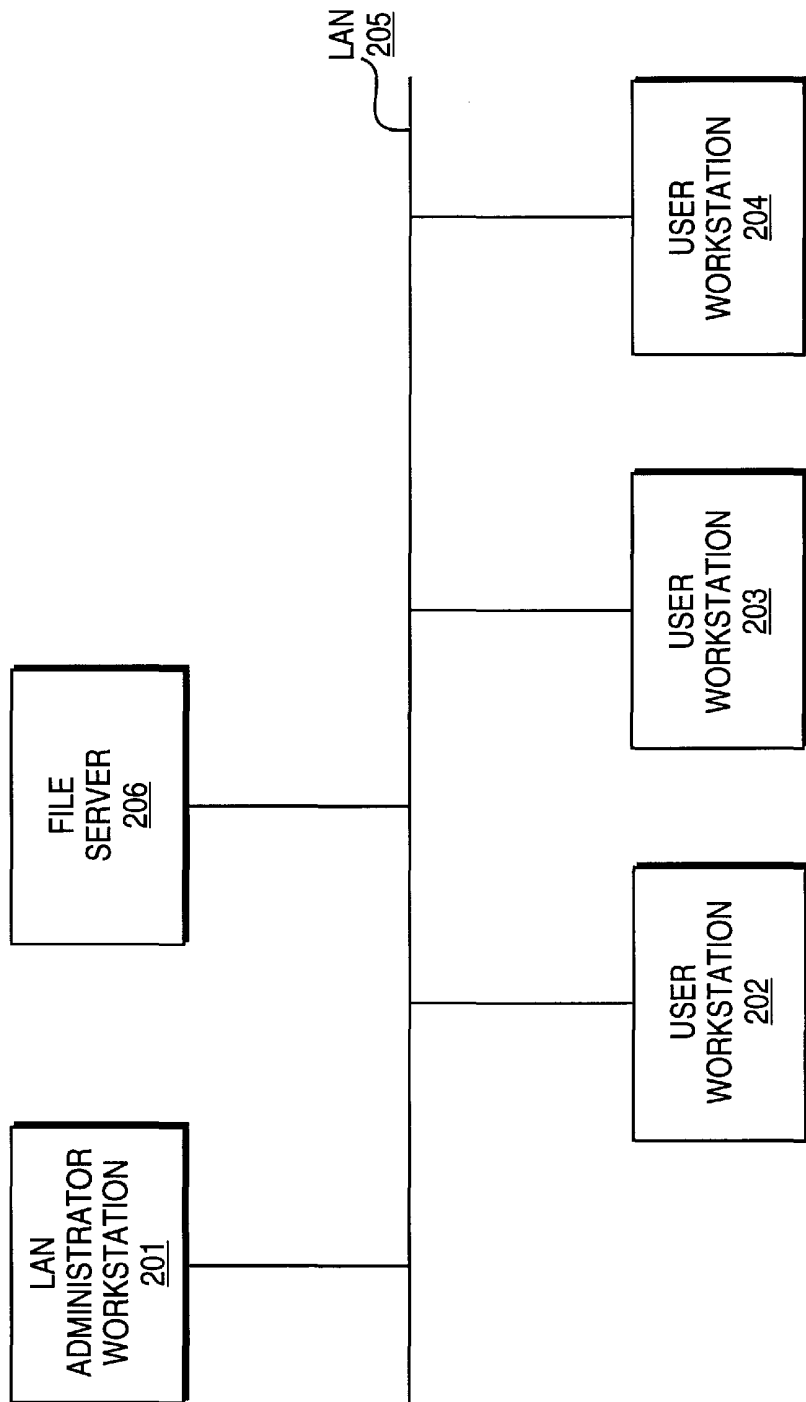 LAN
ADMINISTRATOR
WORKSTATION
201
FILE
SERVER
206
LAN
205
USER
WORKSTATION
202
USER
WORKSTATION
203
USER
WORKSTATION
204